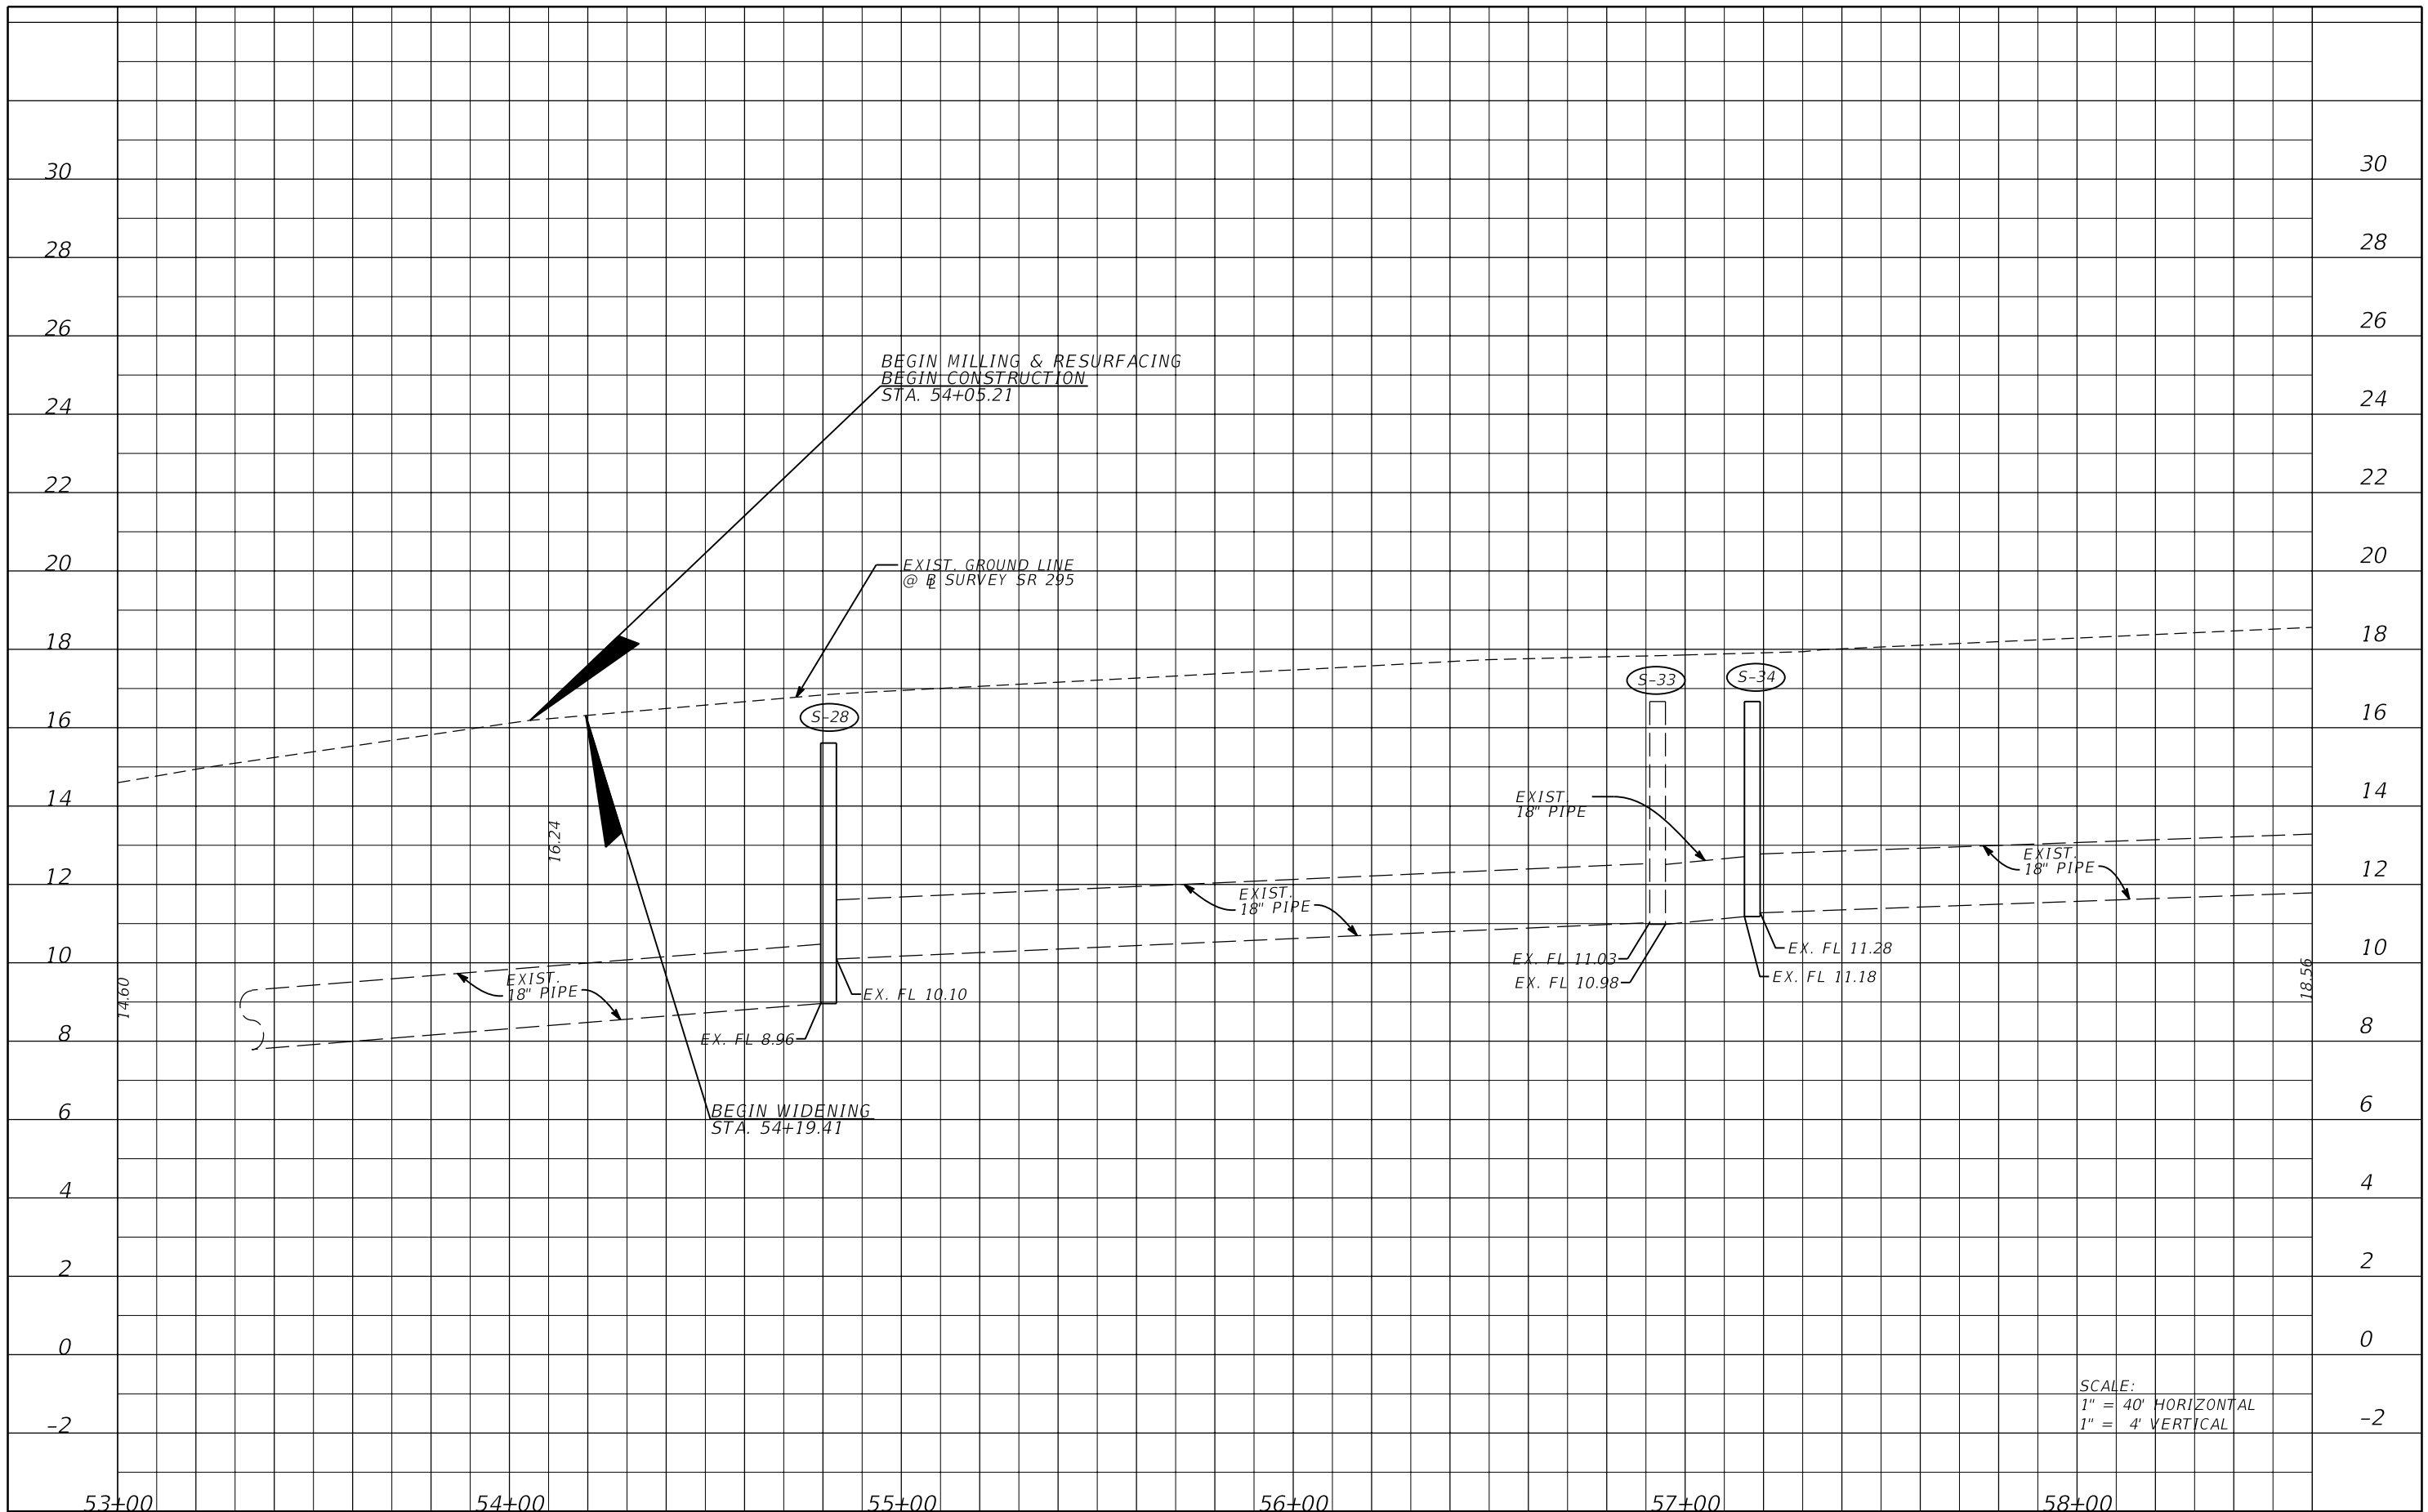 30
30
28
28
26
26
BEGIN MILLING & RESURFACING
BEGIN CONSTRUCTION
STA. 54+05.21
24
24
22
22
20
20
EXIST. GROUND LINE
@ BL SURVEY SR 295
18
18
S-33
S-34
16
16
S-28
14
14
EXIST.
18" PIPE
16.24
12
12
EXIST.
18" PIPE
EXIST.
18" PIPE
10
10
EX. FL 11.28
EX. FL 11.03
EX. FL 11.18
EX. FL 10.98
EXIST.
18" PIPE
EX. FL 10.10
14.60
18.56
8
8
EX. FL 8.96
6
6
BEGIN WIDENING
STA. 54+19.41
4
4
2
2
0
0
SCALE:
1" = 40' HORIZONTAL
1" = 4' VERTICAL
-2
-2
53+00
54+00
55+00
56+00
57+00
58+00